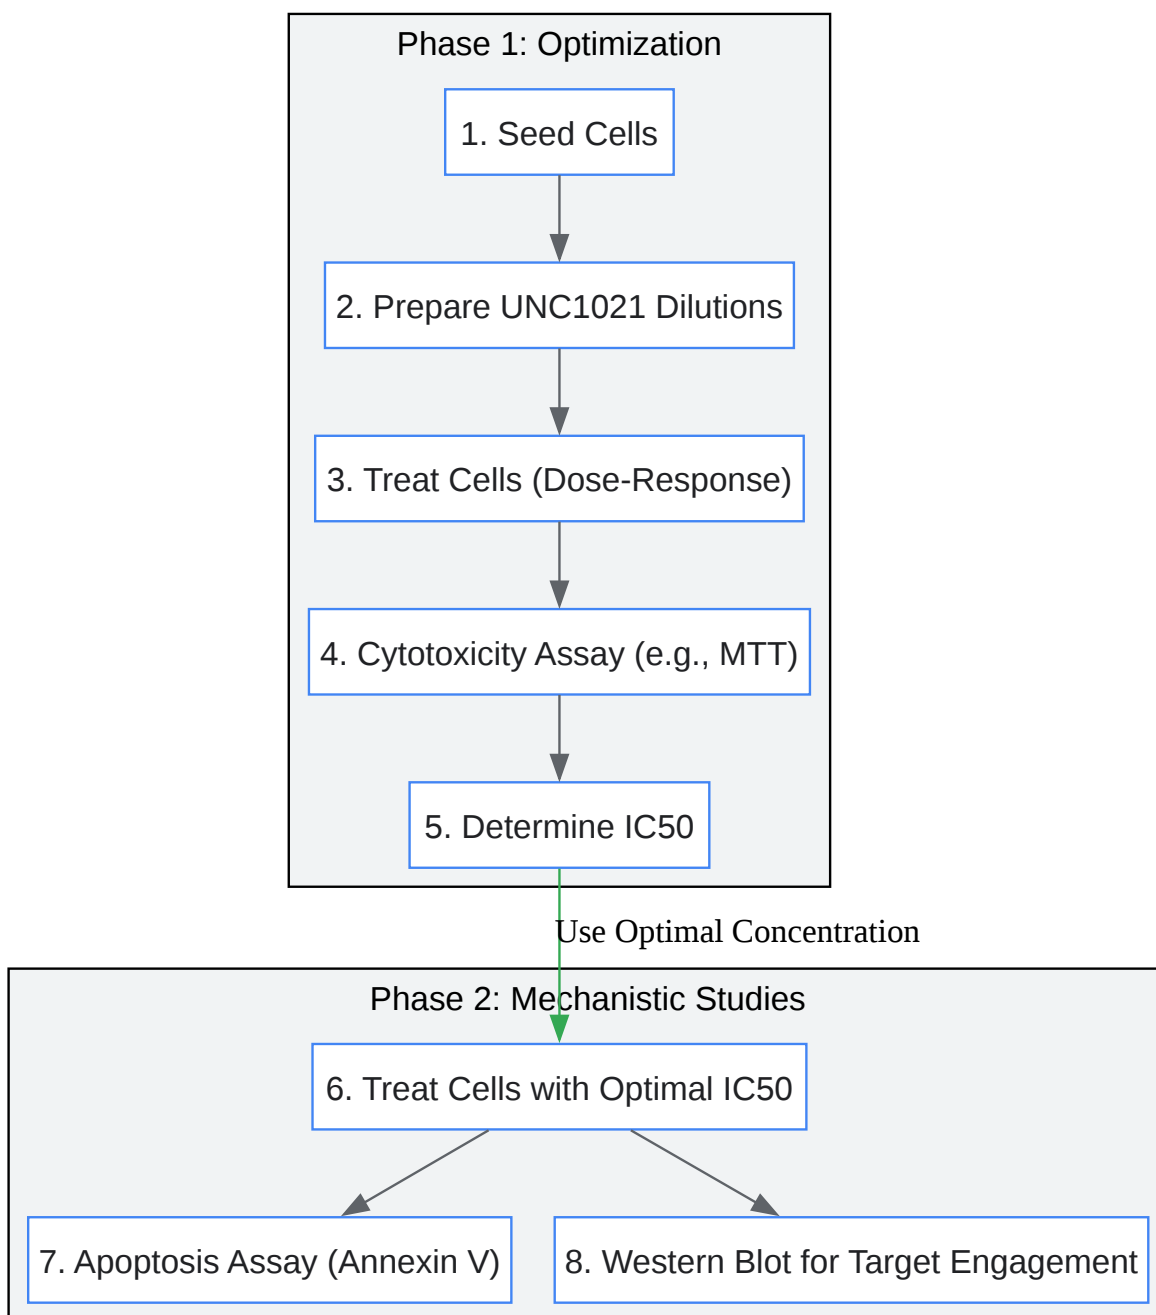 Phase 1: Optimization
1. Seed Cells
2. Prepare UNC1021 Dilutions
3. Treat Cells (Dose-Response)
4. Cytotoxicity Assay (e.g., MTT)
5. Determine IC50
Use Optimal Concentration
Phase 2: Mechanistic Studies
6. Treat Cells with Optimal IC50
7. Apoptosis Assay (Annexin V)
8. Western Blot for Target Engagement